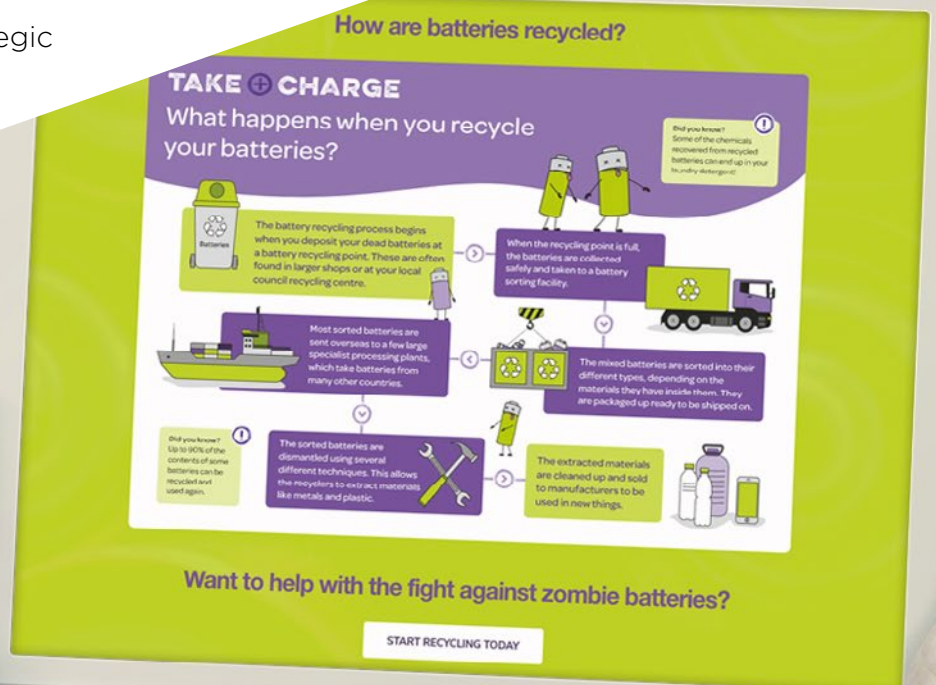 egic
How are batteries recycled?
TAKE CHARGE
What happens when you recycle
your batteries?
Did you know?
Some of the chemicals
recovered from recycled
batteries can end up in your
laundry detergent!
Batteries
The battery recycling process begins
when you deposit your dead batteries at
a battery recycling point. These are often
found in larger shops or at your local
council recycling centre.
When the recycling point is full,
the batteries are collected
safely and taken to a battery
sorting facility.
The mixed batteries are sorted into their
different types, depending on the
materials they have inside them. They
are packaged up ready to be shipped on.
Most sorted batteries are
sent overseas to a few large
specialist processing plants,
which take batteries from
many other countries.
Did you know?
Up to 90% of the
contents of some
batteries can be
recycled and
used again.
The sorted batteries are
dismantled using several
different techniques. This allows
the recyclers to extract materials
like metals and plastic.
The extracted materials
are cleaned up and sold
to manufacturers to be
used in new things.
Want to help with the fight against zombie batteries?
START RECYCLING TODAY